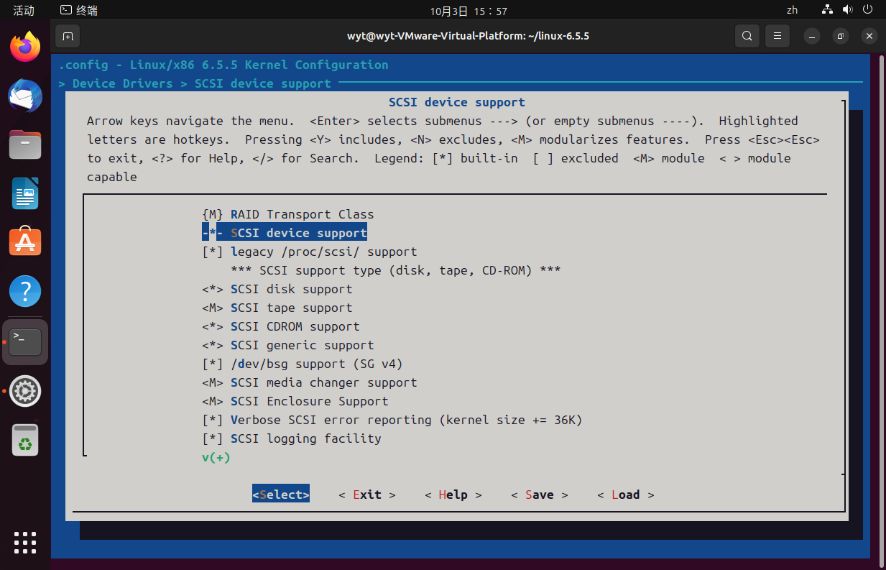 活动
终端
10月3日 15：57
zh
wyt@wyt-VMware-Virtual-Platform: ~/linux-6.5.5
.config - Linux/x86 6.5.5 Kernel Configuration
> Device Drivers > SCSI device support
SCSI device support
Arrow keys navigate the menu.  <Enter> selects submenus ---> (or empty submenus ----).  Highlighted
letters are hotkeys.  Pressing <Y> includes, <N> excludes, <M> modularizes features.  Press <Esc><Esc>
to exit, <?> for Help, </> for Search.  Legend: [*] built-in  [ ] excluded  <M> module  < > module
capable
{M} RAID Transport Class
-*- SCSI device support
[*] legacy /proc/scsi/ support
*** SCSI support type (disk, tape, CD-ROM) ***
<*> SCSI disk support
<M> SCSI tape support
<*> SCSI CDROM support
<*> SCSI generic support
[*] /dev/bsg support (SG v4)
<M> SCSI media changer support
<M> SCSI Enclosure Support
[*] Verbose SCSI error reporting (kernel size += 36K)
[*] SCSI logging facility
v(+)
<Select>    < Exit >    < Help >    < Save >    < Load >